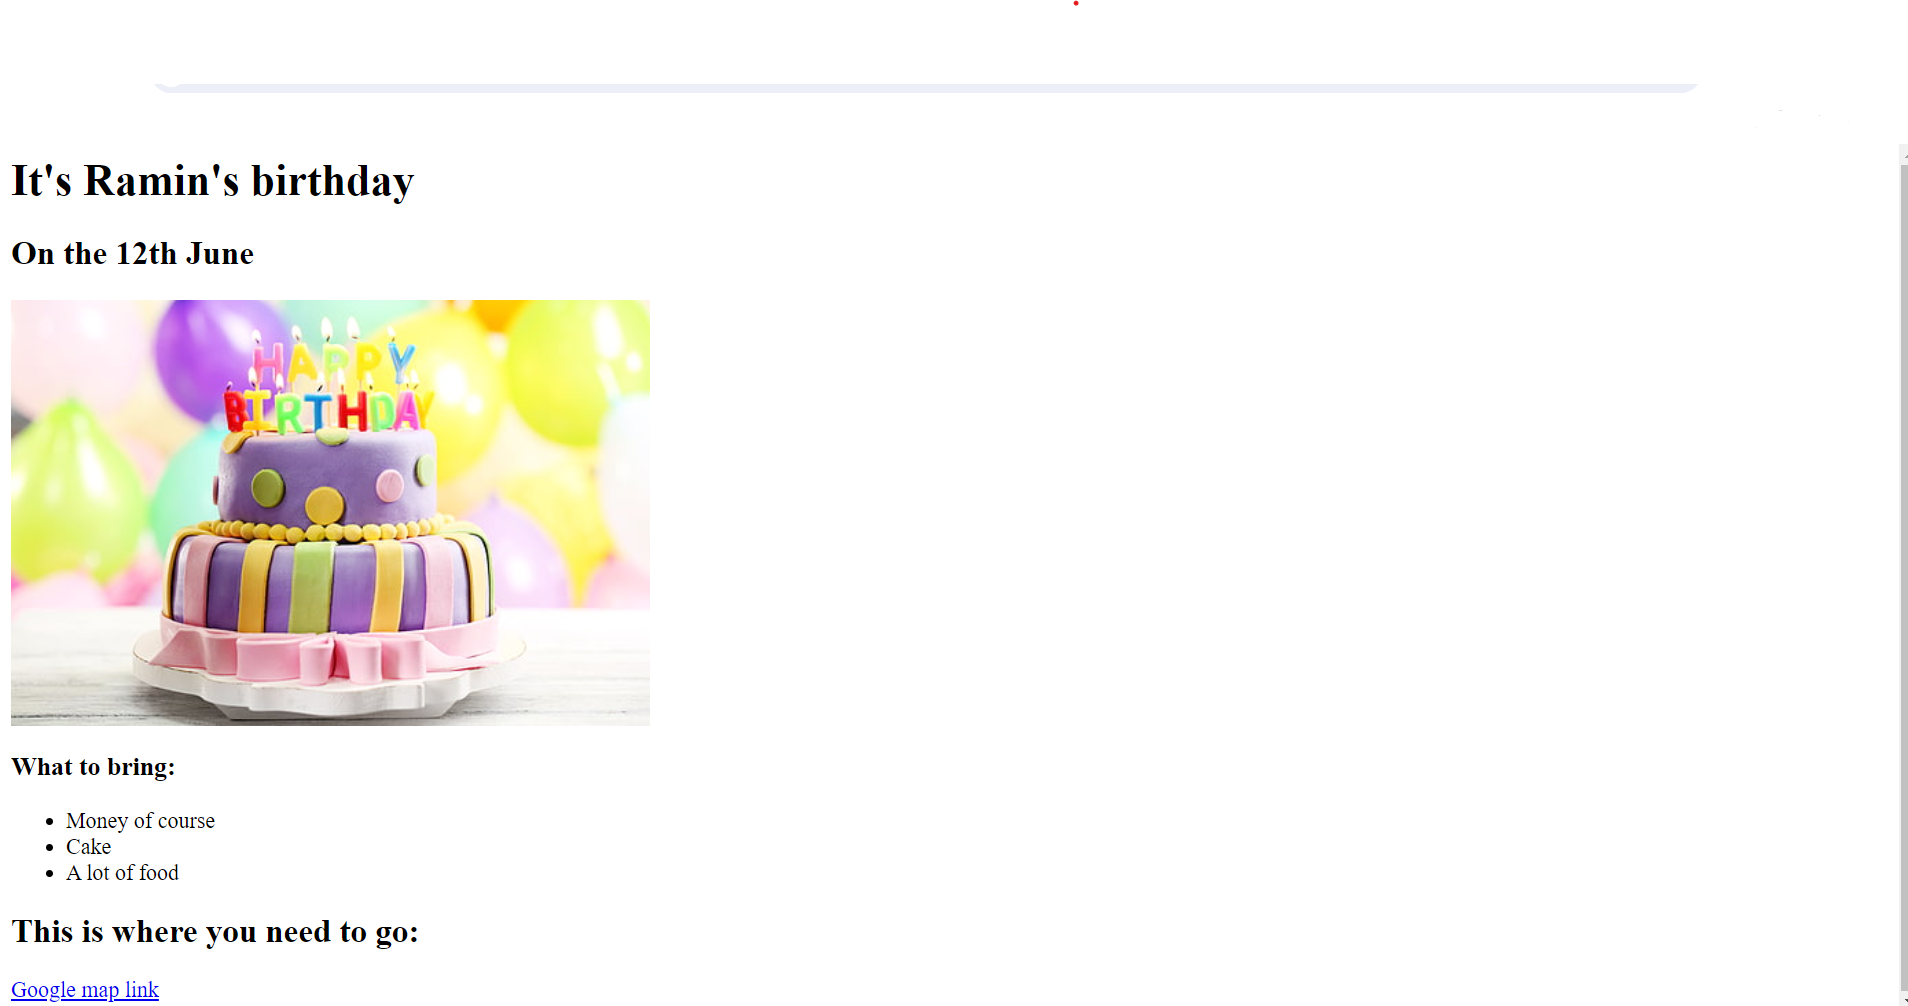 It's Ramin's birthday
On the 12th June
HAPPY
BIRTHDAY
What to bring:
Money of course
Cake
A lot of food
This is where you need to go:
Google map link